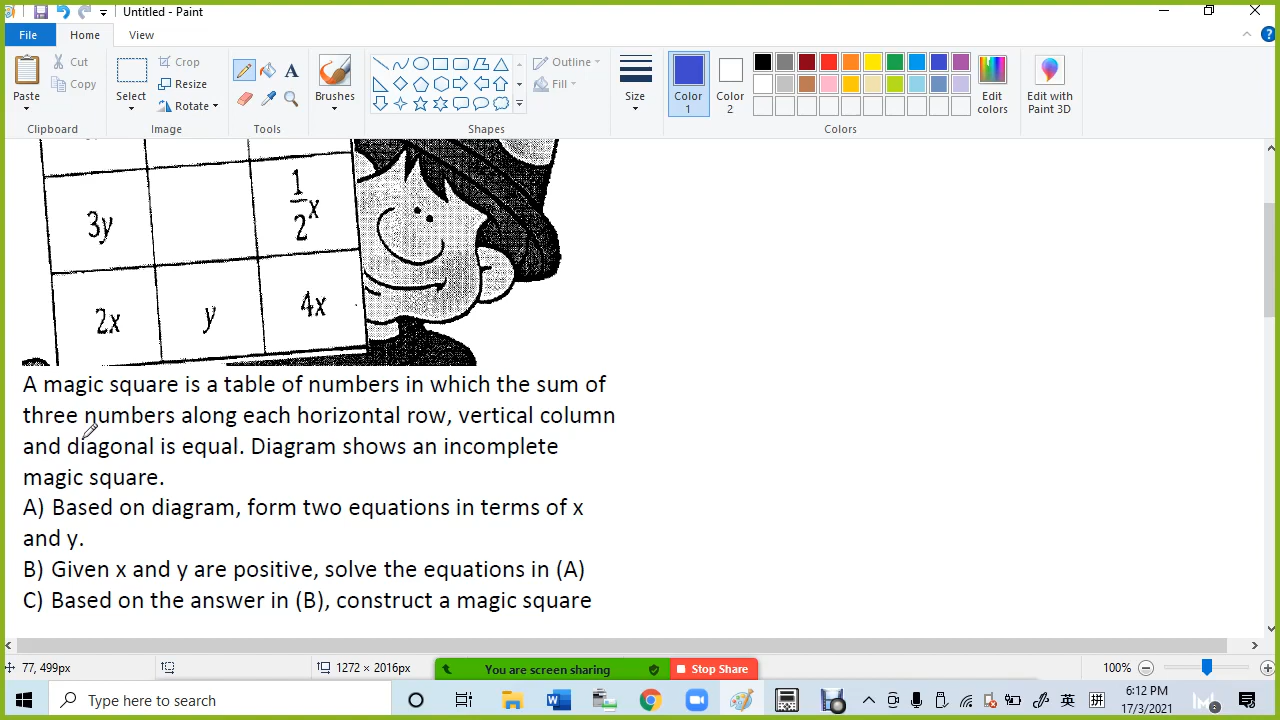 Untitled - Paint
File Home View
Paste
Cut
Copy
Clipboard
Select
Crop
Resize
Rotate
Image
A
Tools
Brushes
Shapes
Outline
Fill
Size
Color 1
Color 2
Colors
Edit colors
Edit with Paint 3D
3y
1/2 x
2x y 4x
A magic square is a table of numbers in which the sum of
three numbers along each horizontal row, vertical column
and diagonal is equal. Diagram shows an incomplete
magic square.
A) Based on diagram, form two equations in terms of x
and y.
B) Given x and y are positive, solve the equations in (A)
C) Based on the answer in (B), construct a magic square
77, 499px
1272 × 2016px
You are screen sharing
Stop Share
100%
Type here to search
英
拼
6:12 PM
17/3/2021